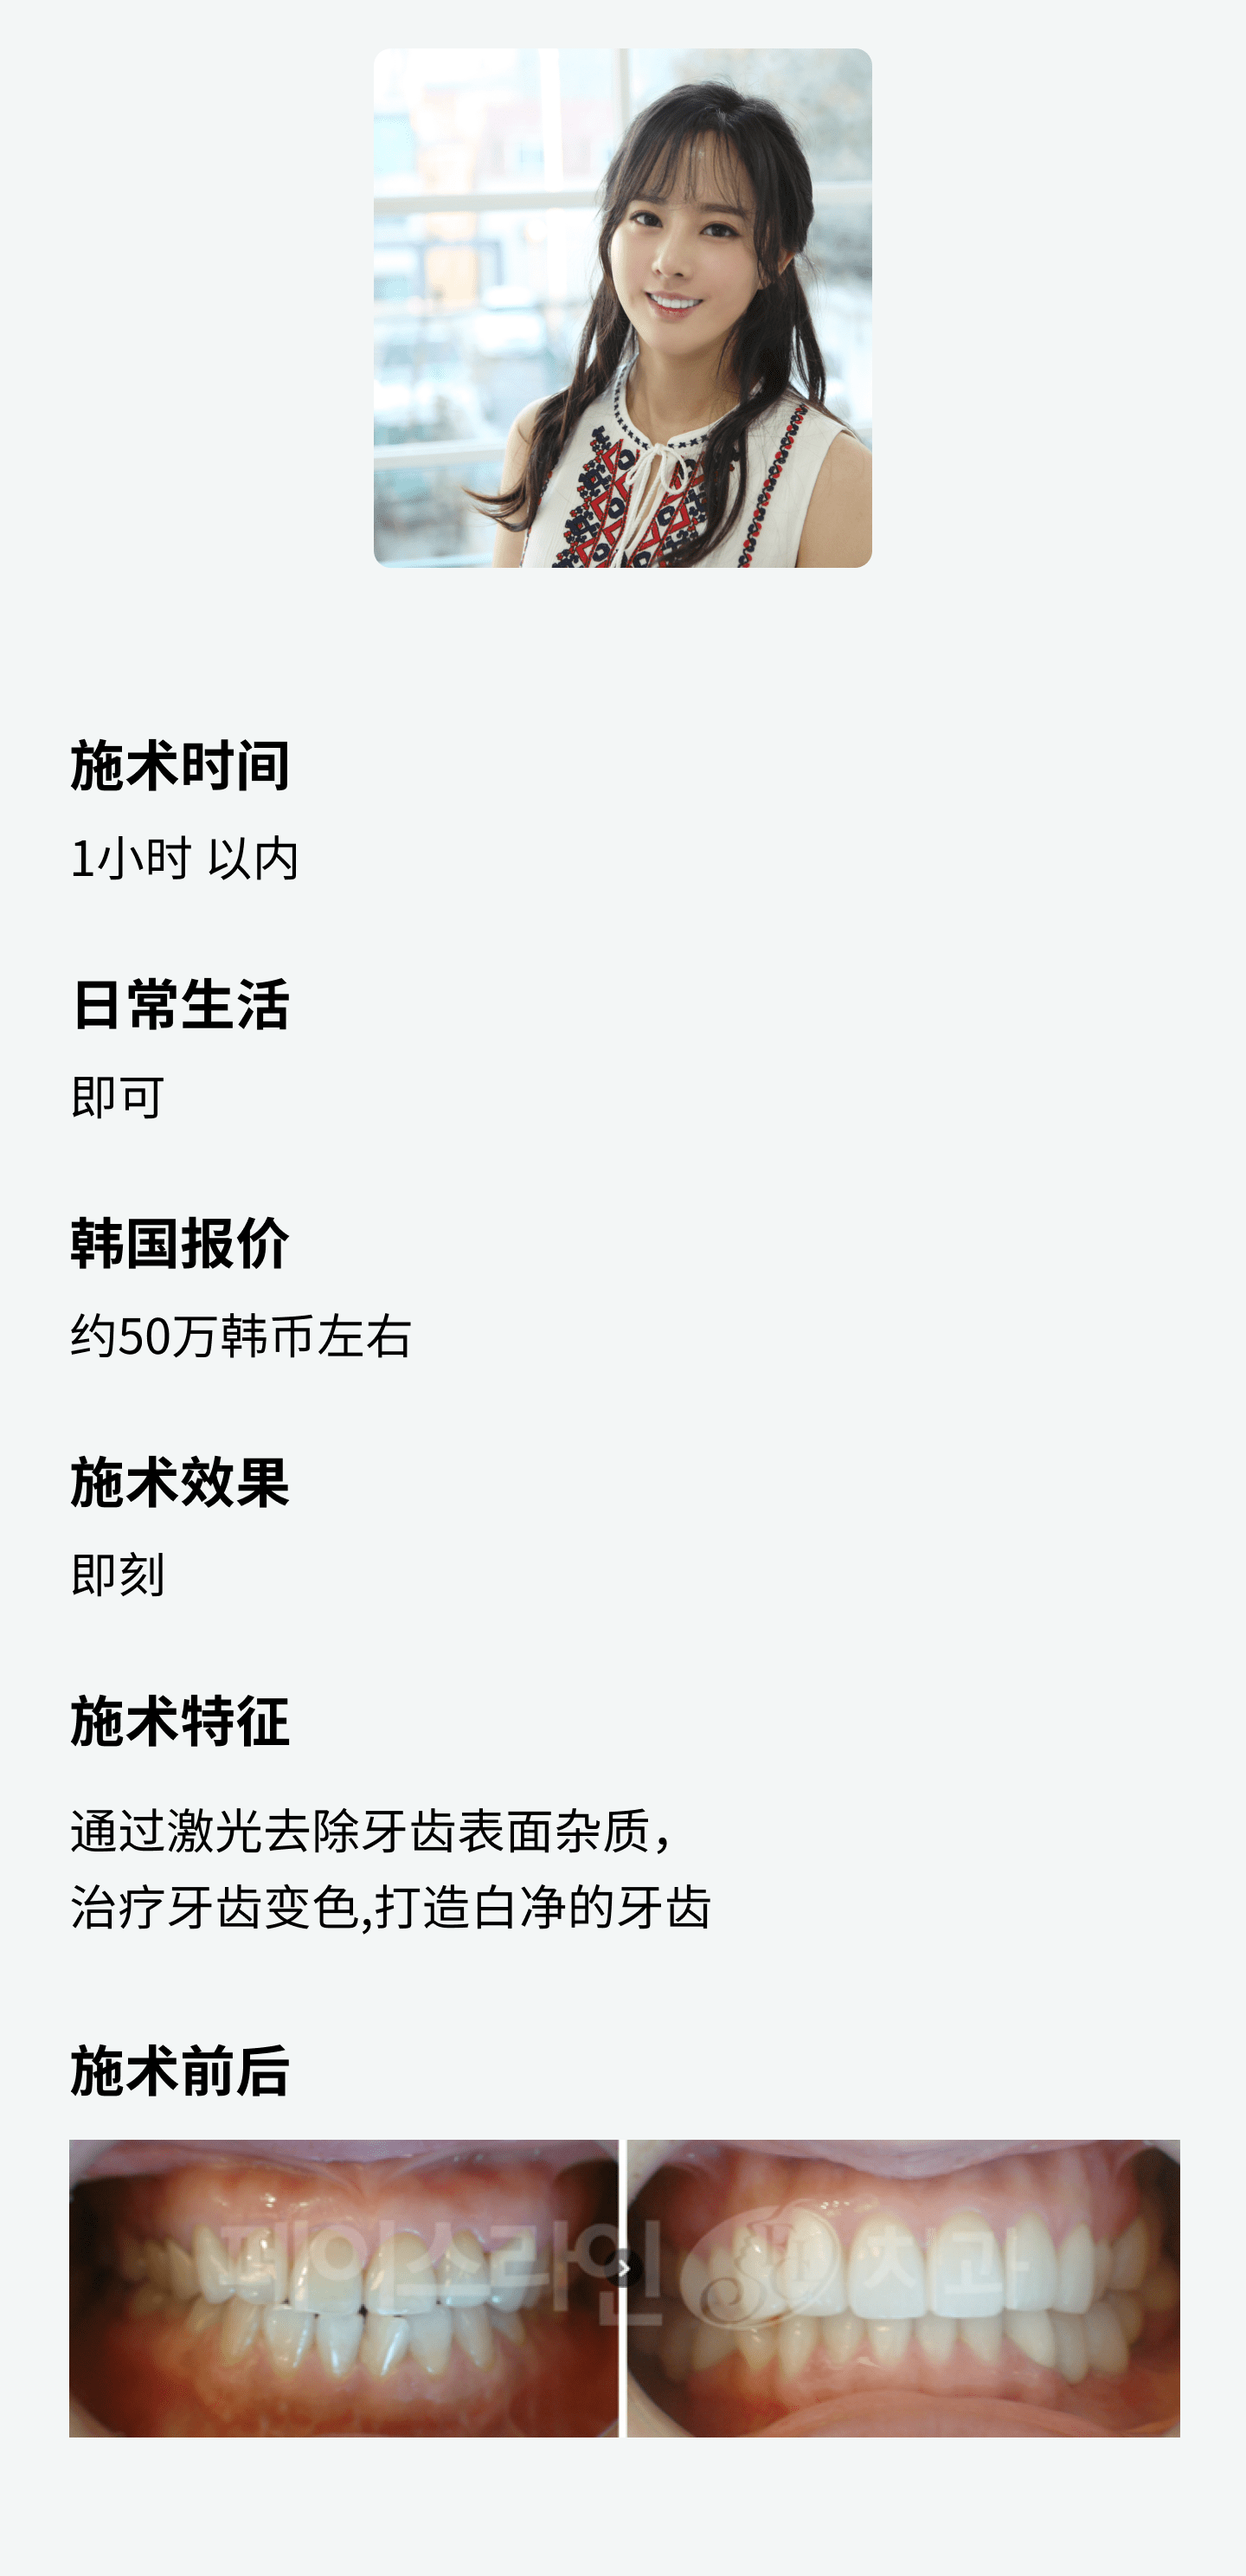 施术时间
1小时 以内
日常生活
即可
韩国报价
约50万韩币左右
施术效果
即刻
施术特征
通过激光去除牙齿表面杂质，
治疗牙齿变色,打造白净的牙齿
施术前后
페이스라인 치과